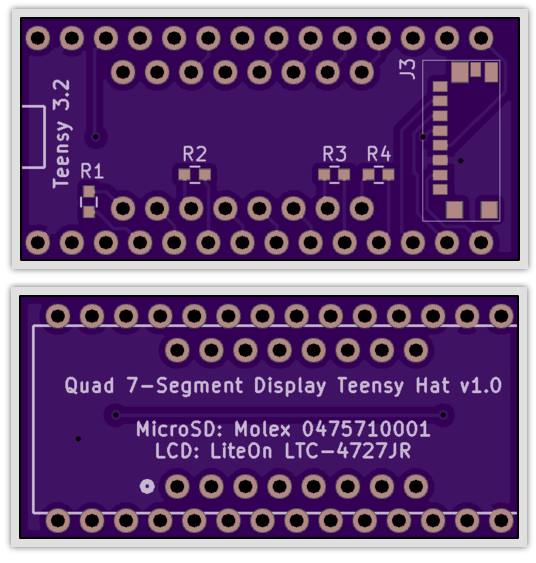 J3
Teensy 3.2
R1
R2
R3
R4
Quad 7-Segment Display Teensy Hat v1.0
MicroSD: Molex 0475710001
LCD: LiteOn LTC-4727JR